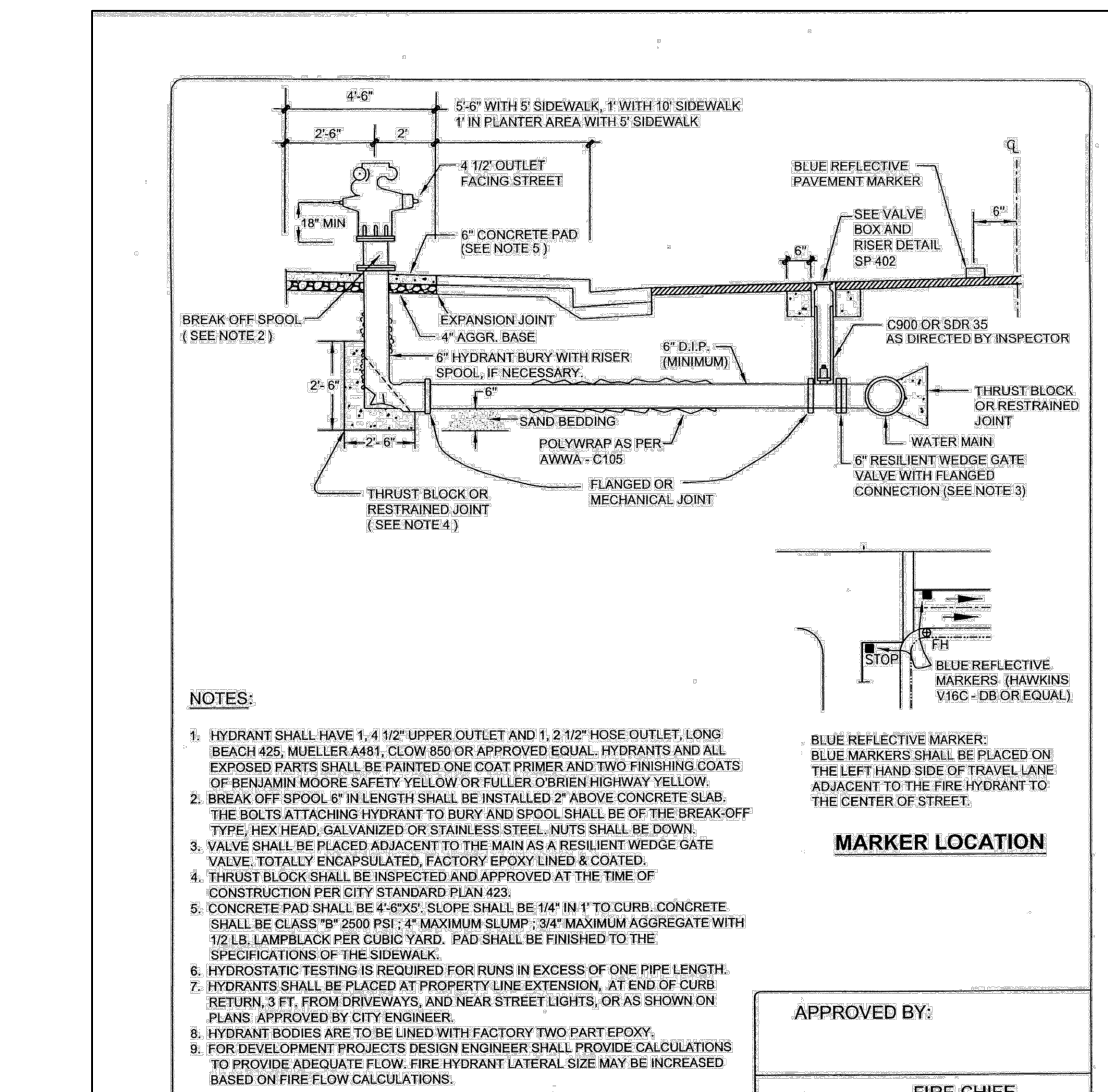 4'-6"
5'-6" WITH 5' SIDEWALK, 1' WITH 10' SIDEWALK
1' IN PLANTER AREA WITH 5' SIDEWALK
2'-6"
2'
4 1/2' OUTLET
FACING STREET
18" MIN
6" CONCRETE PAD
(SEE NOTE 5 )
BLUE REFLECTIVE
PAVEMENT MARKER
SEE VALVE
BOX AND
RISER DETAIL
SP 402
6"
6"
BREAK OFF SPOOL
( SEE NOTE 2 )
EXPANSION JOINT
4" AGGR. BASE
6" HYDRANT BURY WITH RISER
SPOOL, IF NECESSARY.
6" D.I.P.
(MINIMUM)
C900 OR SDR 35
AS DIRECTED BY INSPECTOR
2'- 6"
6"
SAND BEDDING
2'- 6"
POLYWRAP AS PER
AWWA - C105
THRUST BLOCK
OR RESTRAINED
JOINT
WATER MAIN
6" RESILIENT WEDGE GATE
VALVE WITH FLANGED
CONNECTION (SEE NOTE 3)
FLANGED OR
MECHANICAL JOINT
THRUST BLOCK OR
RESTRAINED JOINT
( SEE NOTE 4 )
FH
STOP
BLUE REFLECTIVE
MARKERS (HAWKINS
V16C - DB OR EQUAL)
BLUE REFLECTIVE MARKER:
BLUE MARKERS SHALL BE PLACED ON
THE LEFT HAND SIDE OF TRAVEL LANE
ADJACENT TO THE FIRE HYDRANT TO
THE CENTER OF STREET.
MARKER LOCATION
NOTES:
1. HYDRANT SHALL HAVE 1, 4 1/2" UPPER OUTLET AND 1, 2 1/2" HOSE OUTLET, LONG
BEACH 425, MUELLER A481, CLOW 850 OR APPROVED EQUAL. HYDRANTS AND ALL
EXPOSED PARTS SHALL BE PAINTED ONE COAT PRIMER AND TWO FINISHING COATS
OF BENJAMIN MOORE SAFETY YELLOW OR FULLER O'BRIEN HIGHWAY YELLOW.
2. BREAK OFF SPOOL 6" IN LENGTH SHALL BE INSTALLED 2" ABOVE CONCRETE SLAB.
THE BOLTS ATTACHING HYDRANT TO BURY AND SPOOL SHALL BE OF THE BREAK-OFF
TYPE, HEX HEAD, GALVANIZED OR STAINLESS STEEL. NUTS SHALL BE DOWN.
3. VALVE SHALL BE PLACED ADJACENT TO THE MAIN AS A RESILIENT WEDGE GATE
VALVE. TOTALLY ENCAPSULATED, FACTORY EPOXY LINED & COATED.
4. THRUST BLOCK SHALL BE INSPECTED AND APPROVED AT THE TIME OF
CONSTRUCTION PER CITY STANDARD PLAN 423.
5. CONCRETE PAD SHALL BE 4'-6"X5'. SLOPE SHALL BE 1/4" IN 1' TO CURB. CONCRETE
SHALL BE CLASS "B" 2500 PSI ; 4" MAXIMUM SLUMP ; 3/4" MAXIMUM AGGREGATE WITH
1/2 LB. LAMPBLACK PER CUBIC YARD. PAD SHALL BE FINISHED TO THE
SPECIFICATIONS OF THE SIDEWALK.
6. HYDROSTATIC TESTING IS REQUIRED FOR RUNS IN EXCESS OF ONE PIPE LENGTH.
7. HYDRANTS SHALL BE PLACED AT PROPERTY LINE EXTENSION, AT END OF CURB
RETURN, 3 FT. FROM DRIVEWAYS, AND NEAR STREET LIGHTS, OR AS SHOWN ON
PLANS APPROVED BY CITY ENGINEER.
8. HYDRANT BODIES ARE TO BE LINED WITH FACTORY TWO PART EPOXY.
9. FOR DEVELOPMENT PROJECTS DESIGN ENGINEER SHALL PROVIDE CALCULATIONS
TO PROVIDE ADEQUATE FLOW. FIRE HYDRANT LATERAL SIZE MAY BE INCREASED
BASED ON FIRE FLOW CALCULATIONS.
APPROVED BY:
FIRE CHIEF